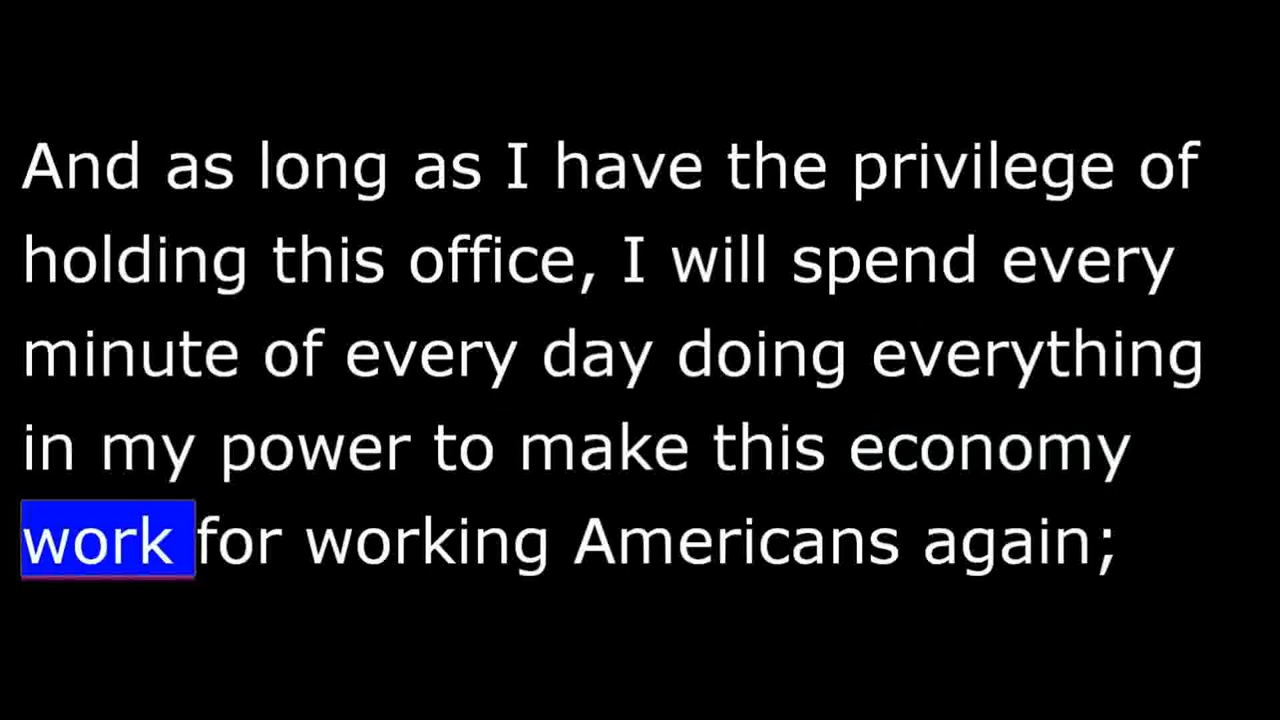 And as long as I have the privilege of
holding this office, I will spend every
minute of every day doing everything
in my power to make this economy
work for working Americans again;